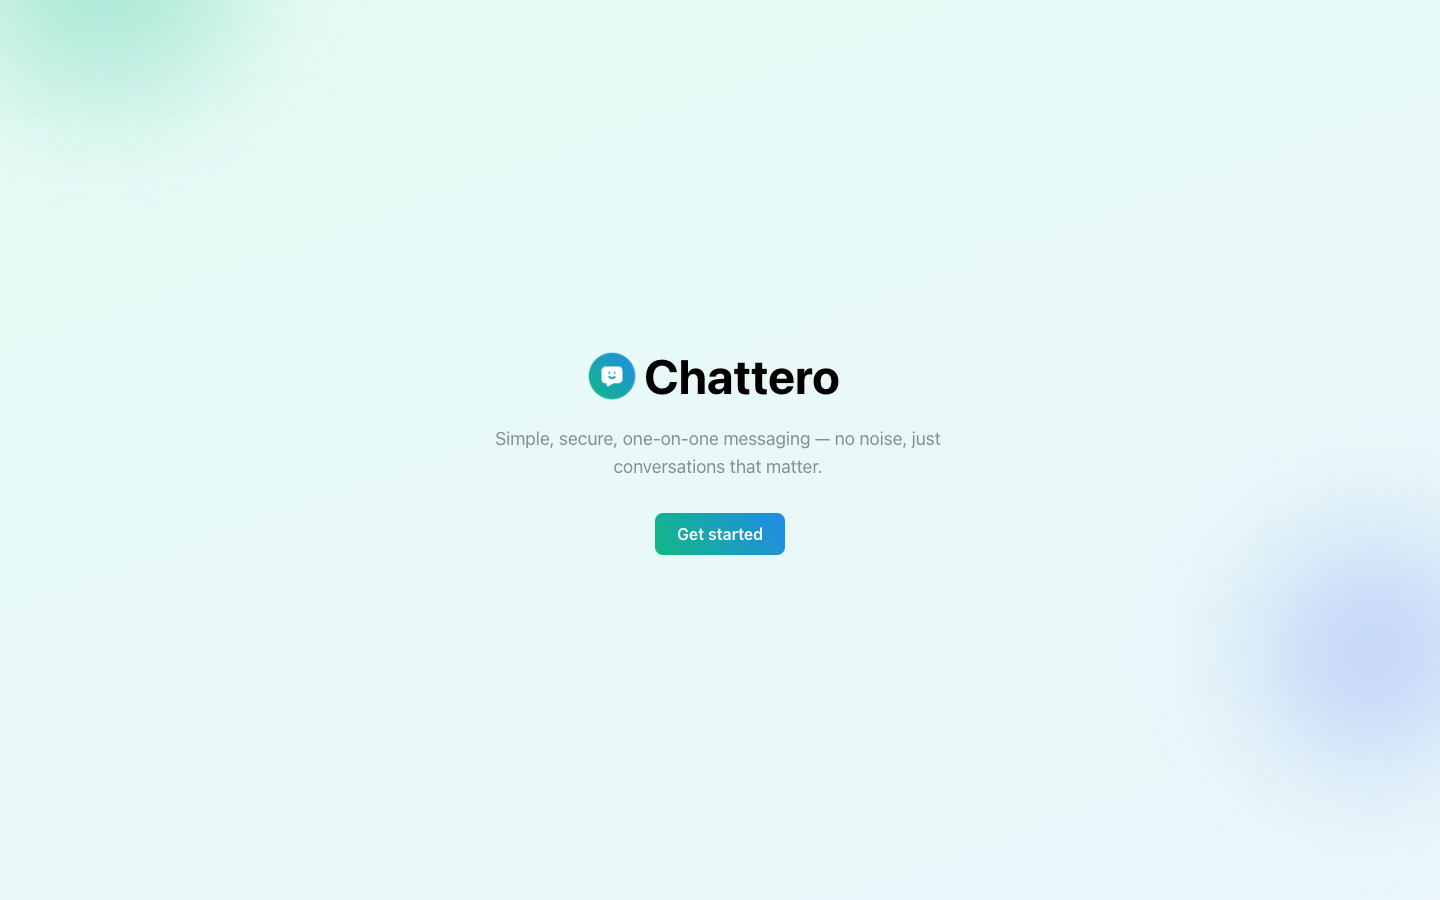 Chattero
Simple, secure, one-on-one messaging — no noise, just
conversations that matter.
Get started